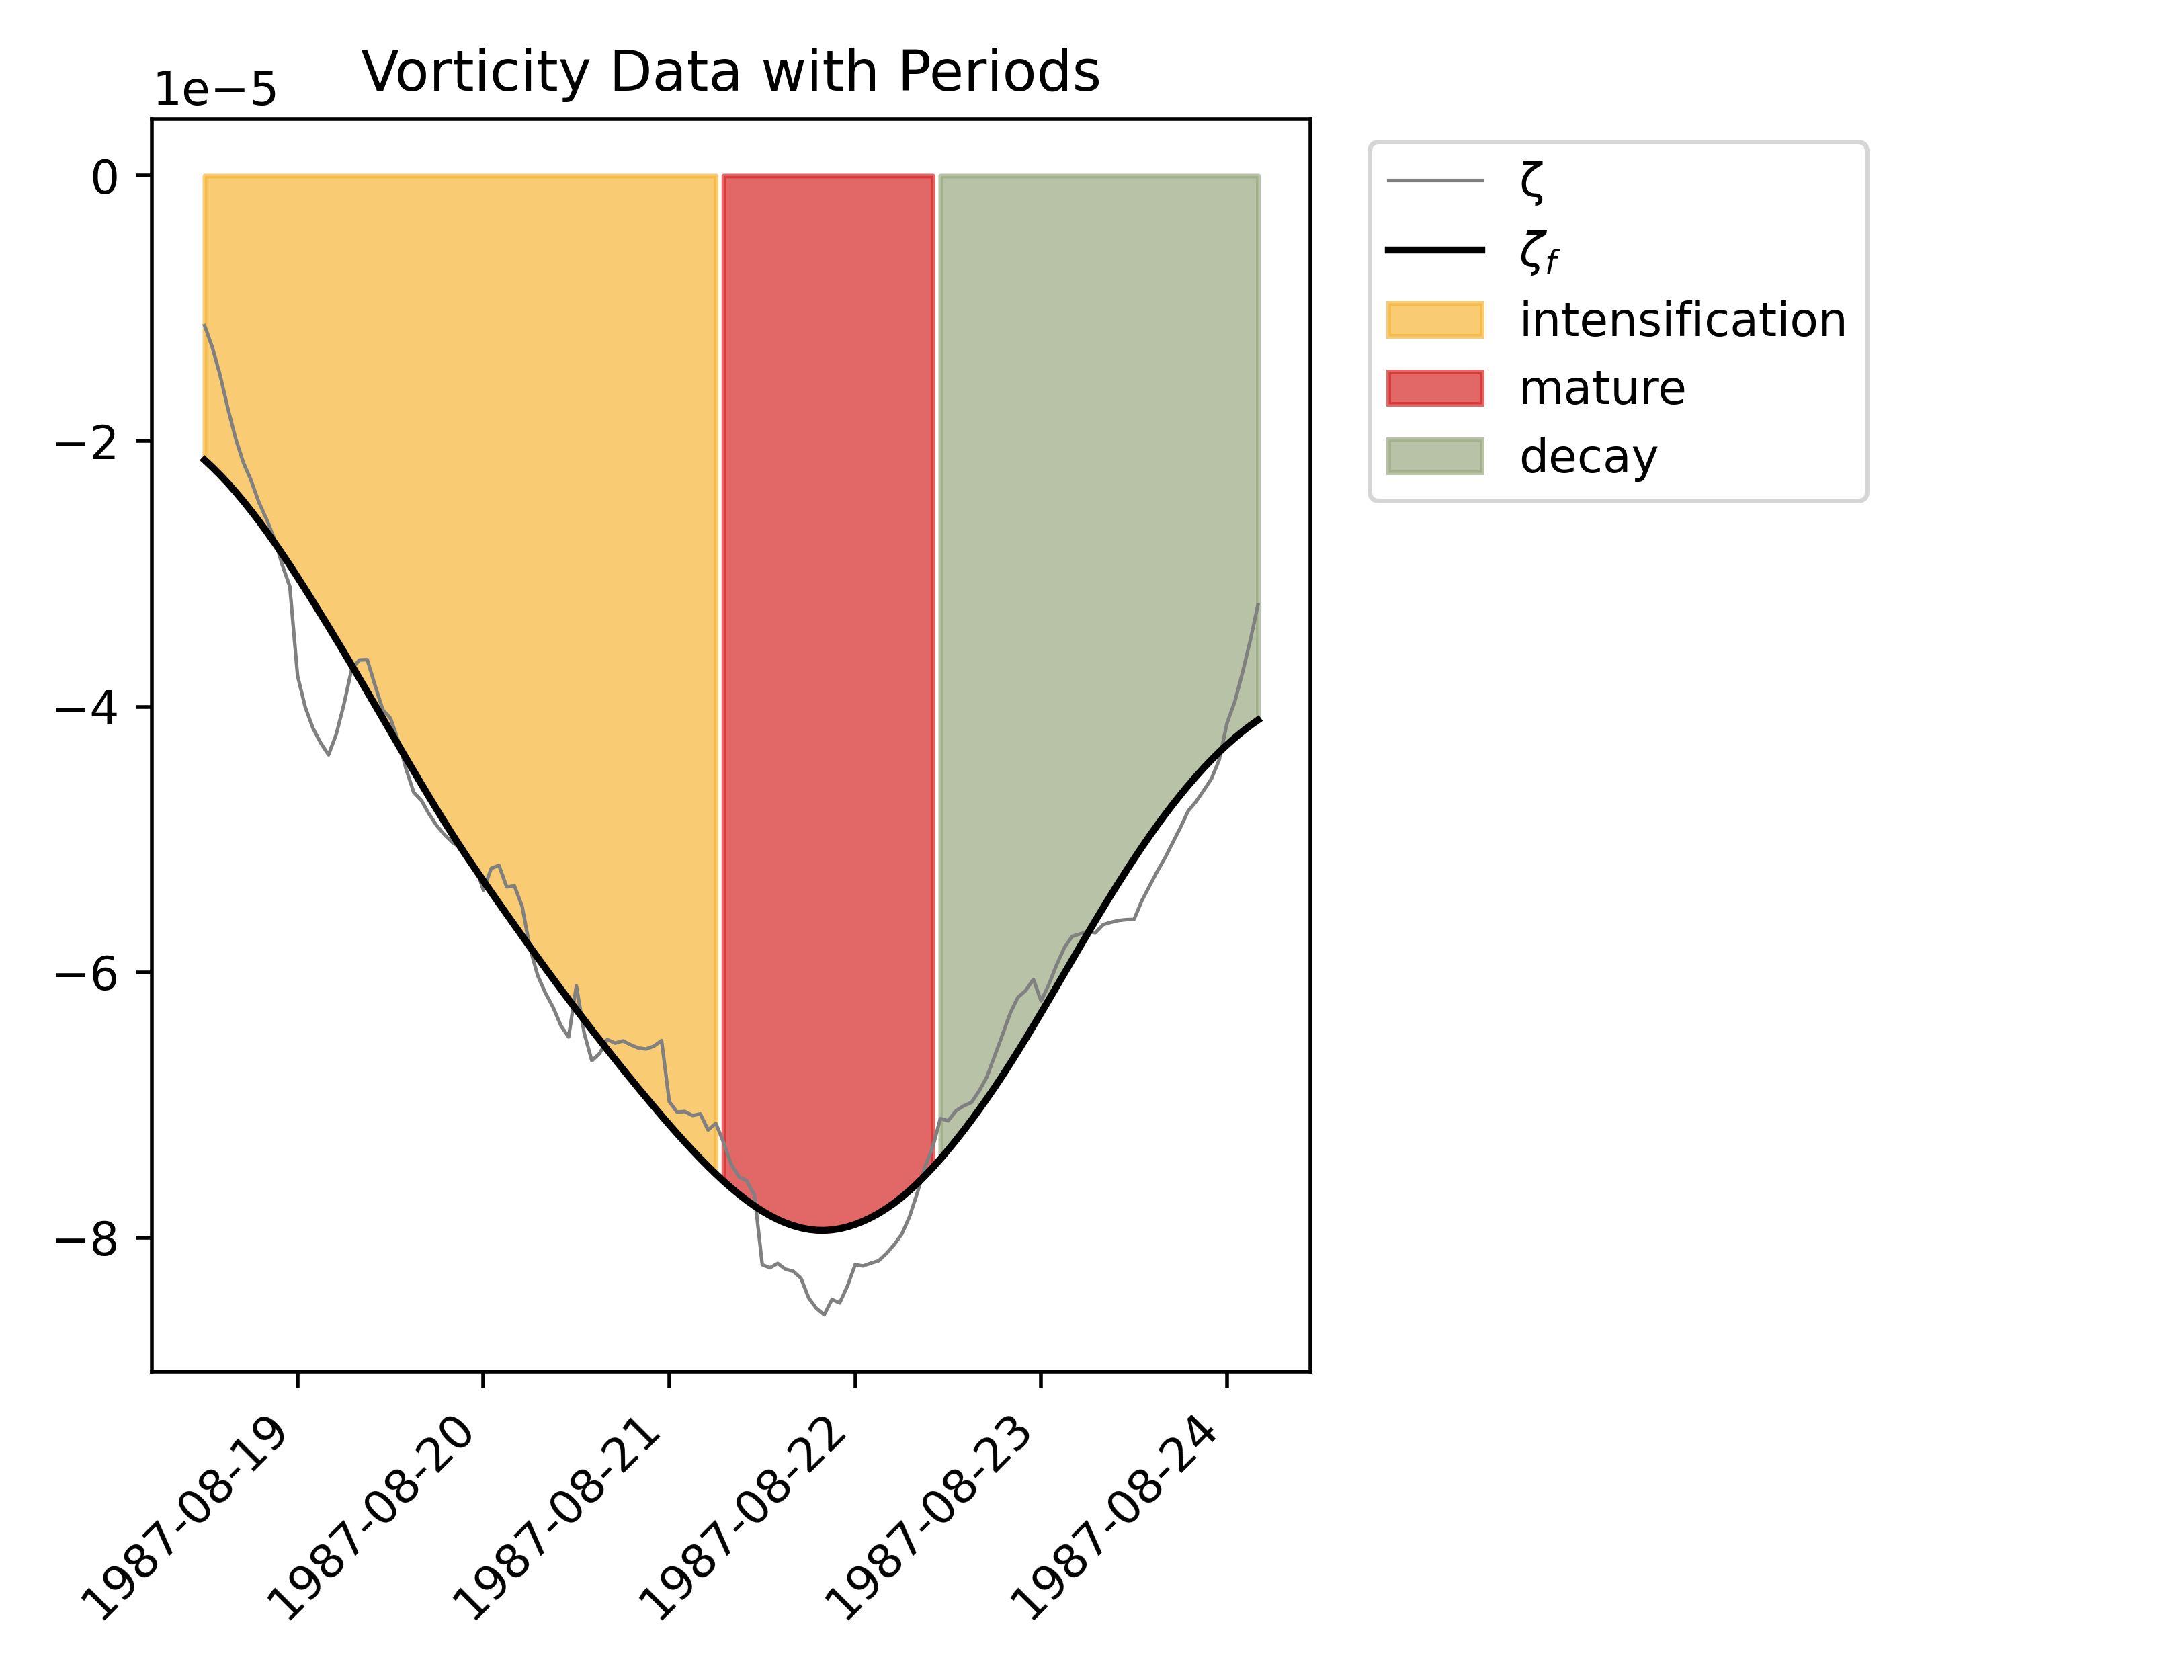 Vorticity Data with Periods
1e−5
0
−2
−4
−6
−8
1987-08-19
1987-08-20
1987-08-21
1987-08-22
1987-08-23
1987-08-24
ζ
ζf
intensification
mature
decay